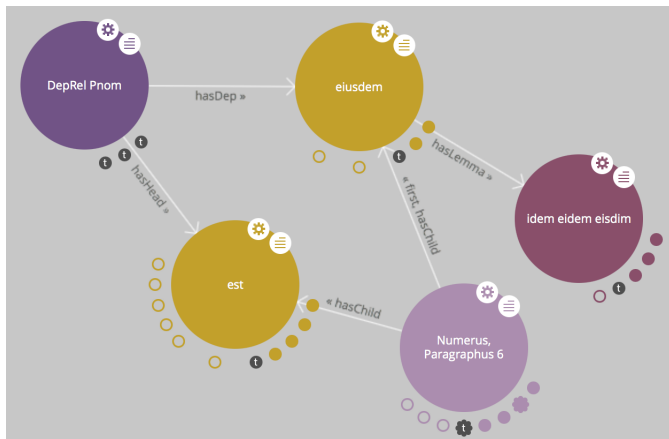 DepRel Pnom
hasDep »
eiusdem
hasLemma »
idem eidem eisdim
t
t
t
t
hasHead »
« first, hasChild
est
« hasChild
t
t
Numerus,
Paragraphus 6
t